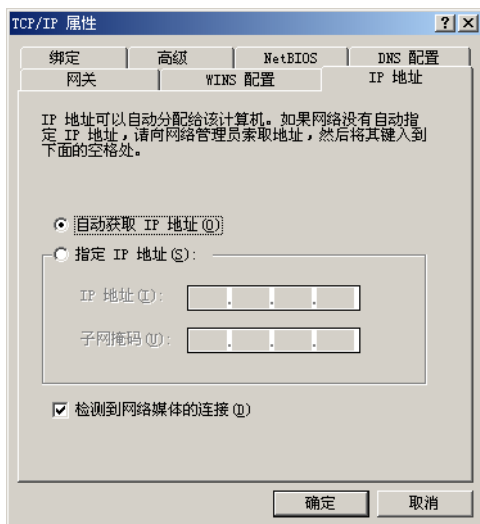 TCP/IP 属性
绑定 高级 NetBIOS DNS 配置
网关 WINS 配置 IP 地址
IP 地址可以自动分配给该计算机。如果网络没有自动指
定 IP 地址，请向网络管理员索取地址，然后将其键入到
下面的空格处。
自动获取 IP 地址(O)
指定 IP 地址(S):
IP 地址(I):
子网掩码(U):
检测到网络媒体的连接(D)
确定 取消